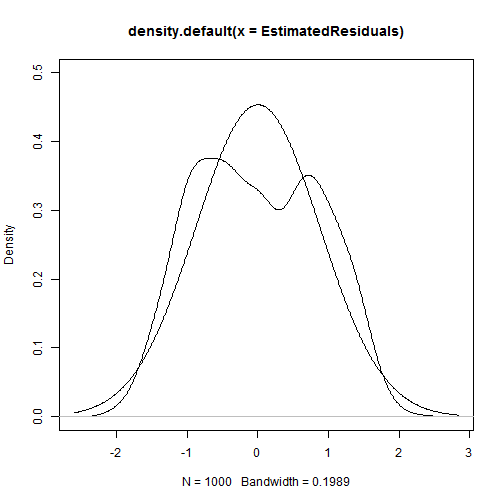 density.default(x = EstimatedResiduals)
Density
0.5
0.4
0.3
0.2
0.1
0.0
-2 -1 0 1 2 3
N = 1000 Bandwidth = 0.1989